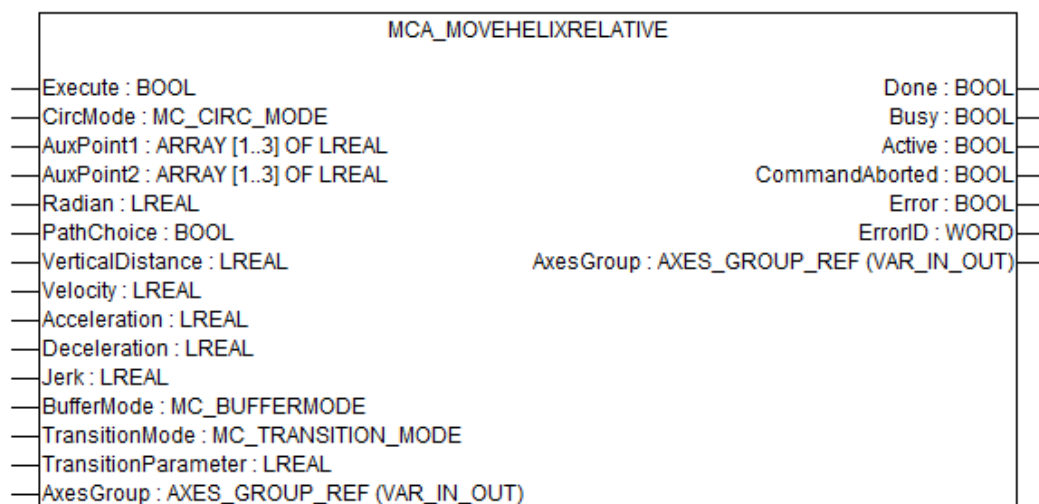 MCA_MOVEHELIXRELATIVE
Execute : BOOL Done : BOOL
CircMode : MC_CIRC_MODE Busy : BOOL
AuxPoint1 : ARRAY [1..3] OF LREAL Active : BOOL
AuxPoint2 : ARRAY [1..3] OF LREAL CommandAborted : BOOL
Radian : LREAL Error : BOOL
PathChoice : BOOL ErrorID : WORD
VerticalDistance : LREAL AxesGroup : AXES_GROUP_REF (VAR_IN_OUT)
Velocity : LREAL
Acceleration : LREAL
Deceleration : LREAL
Jerk : LREAL
BufferMode : MC_BUFFERMODE
TransitionMode : MC_TRANSITION_MODE
TransitionParameter : LREAL
AxesGroup : AXES_GROUP_REF (VAR_IN_OUT)